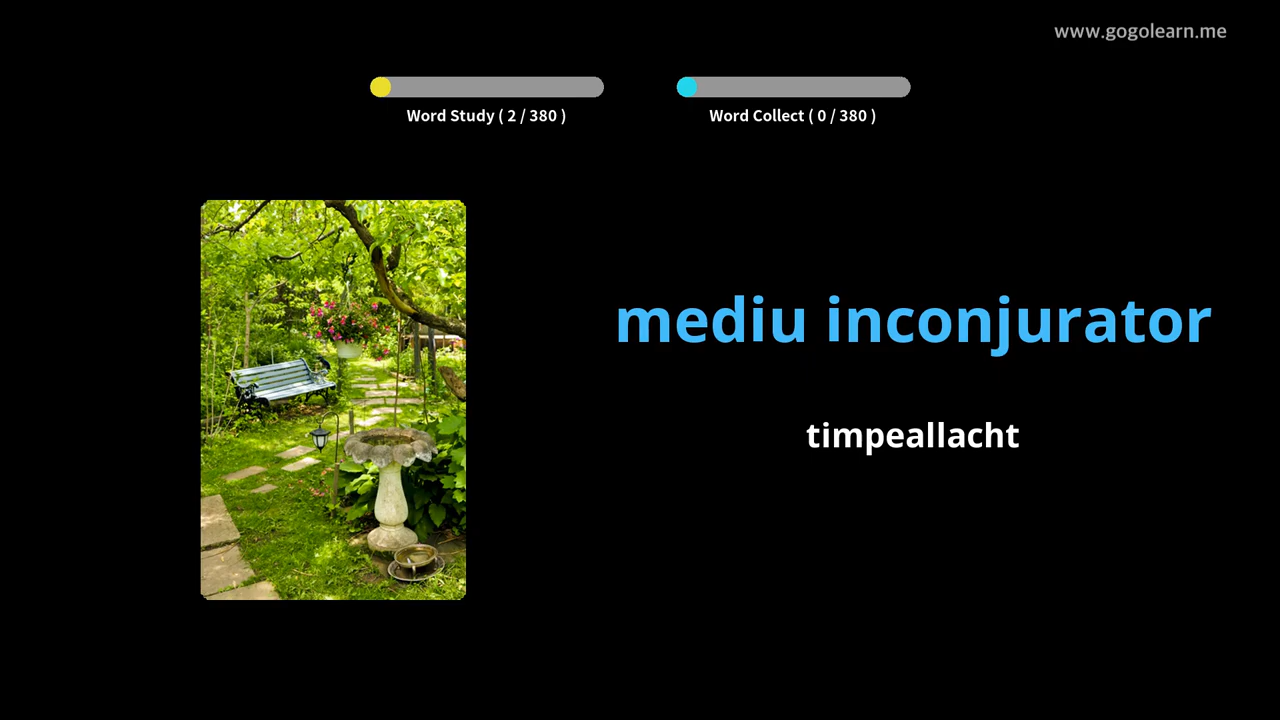 www.gogolearn.me
Word Study ( 2 / 380 )
Word Collect ( 0 / 380 )
mediu inconjurator
timpeallacht